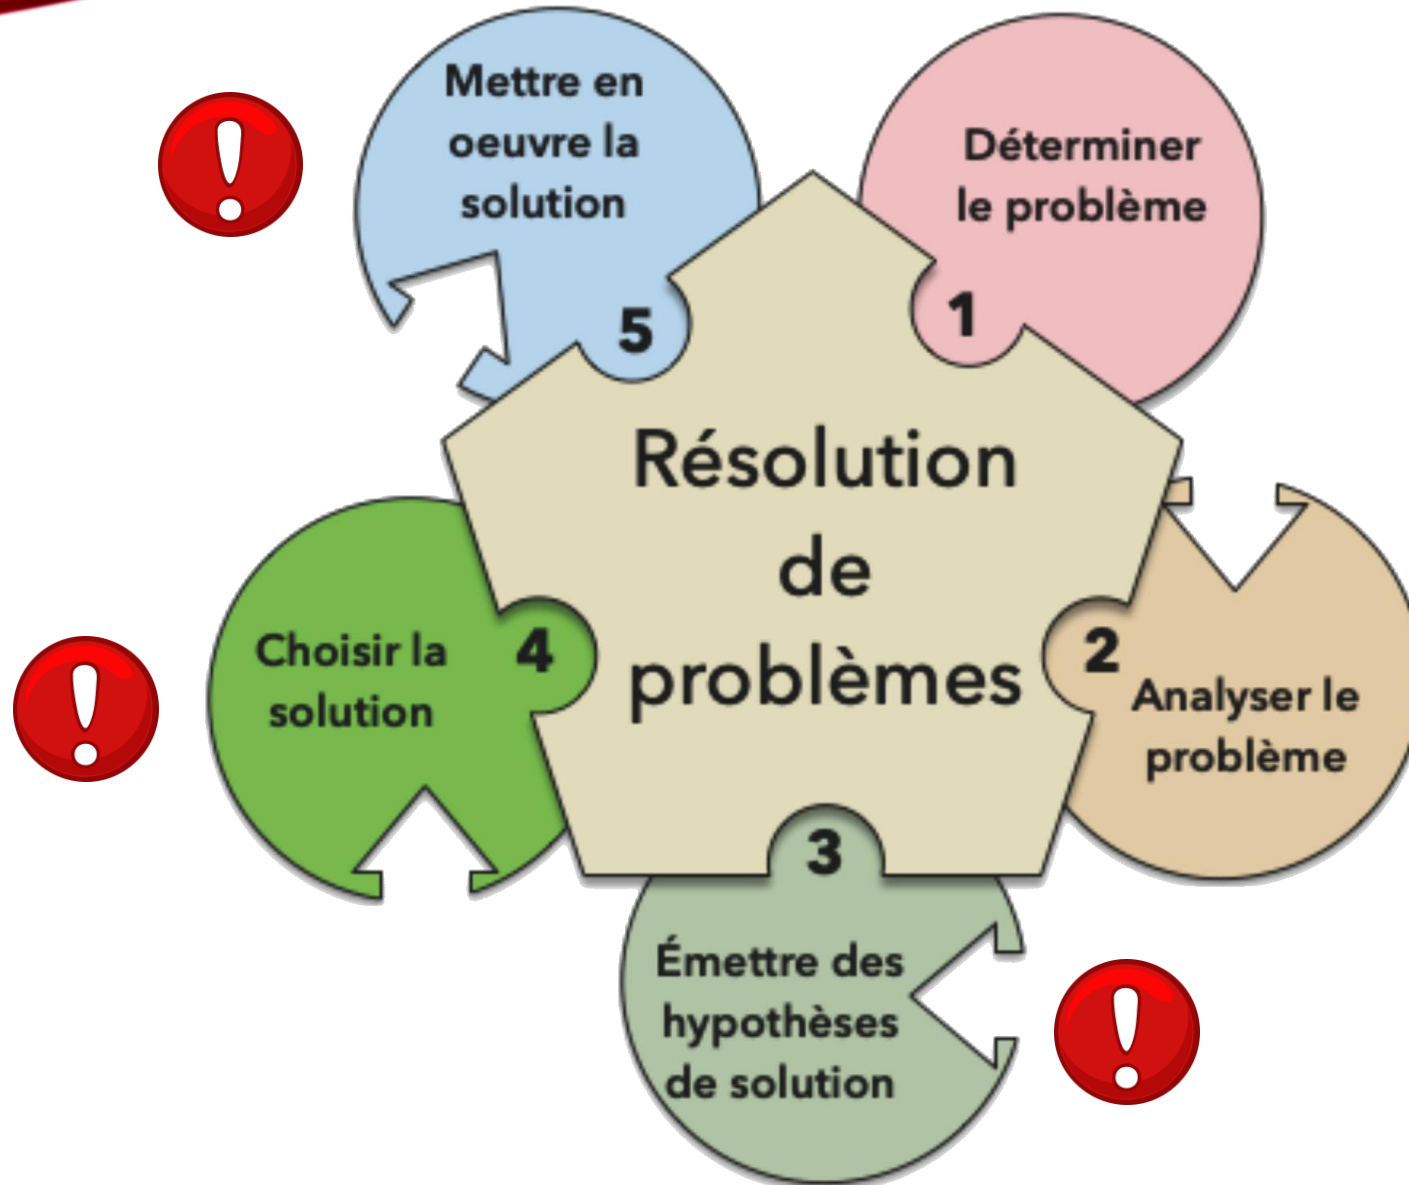 Résolution
de
problèmes
1
Déterminer
le problème
2
Analyser le
problème
3
Émettre des
hypothèses
de solution
4
Choisir la
solution
5
Mettre en
oeuvre la
solution
!
!
!